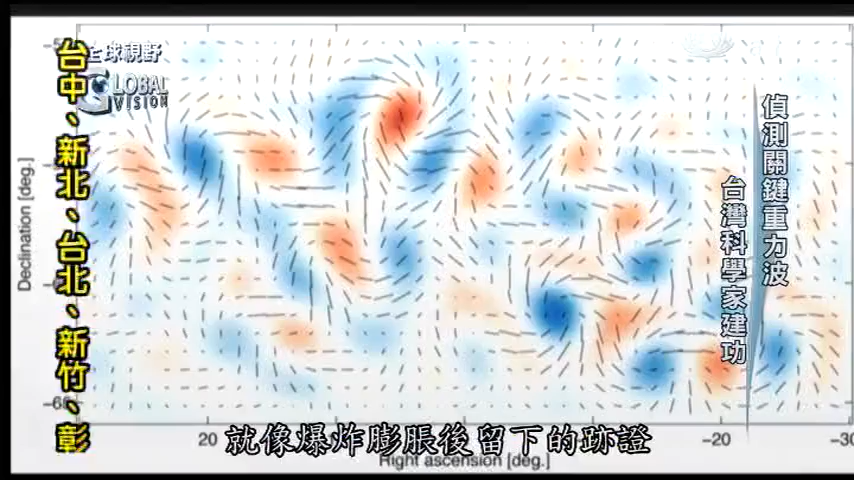 台中、新北、台北、新竹、彰
全球視野
GLOBAL
VISION
偵測關鍵重力波
台灣科學家建功
Declination [deg.]
20
-20
-30
Right ascension [deg.]
就像爆炸膨脹後留下的跡證